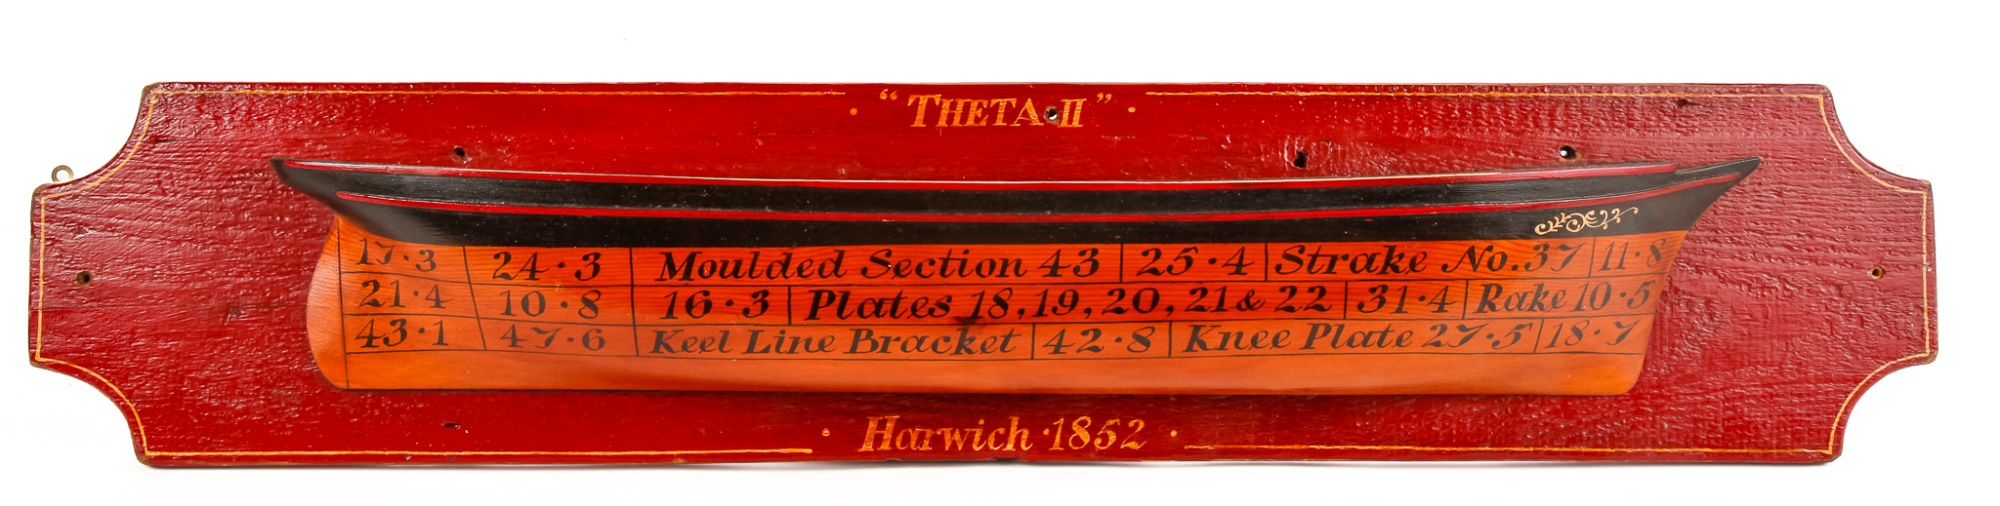 “THETA II”
17·3 24·3 Moulded Section 43 25·4 Strake No. 37 11·8
21·4 10·8 16·3 Plates 18, 19, 20, 21 & 22 31·4 Rake 10·5
43·1 47·6 Keel Line Bracket 42·8 Knee Plate 27·5 18·7
Harwich · 1852